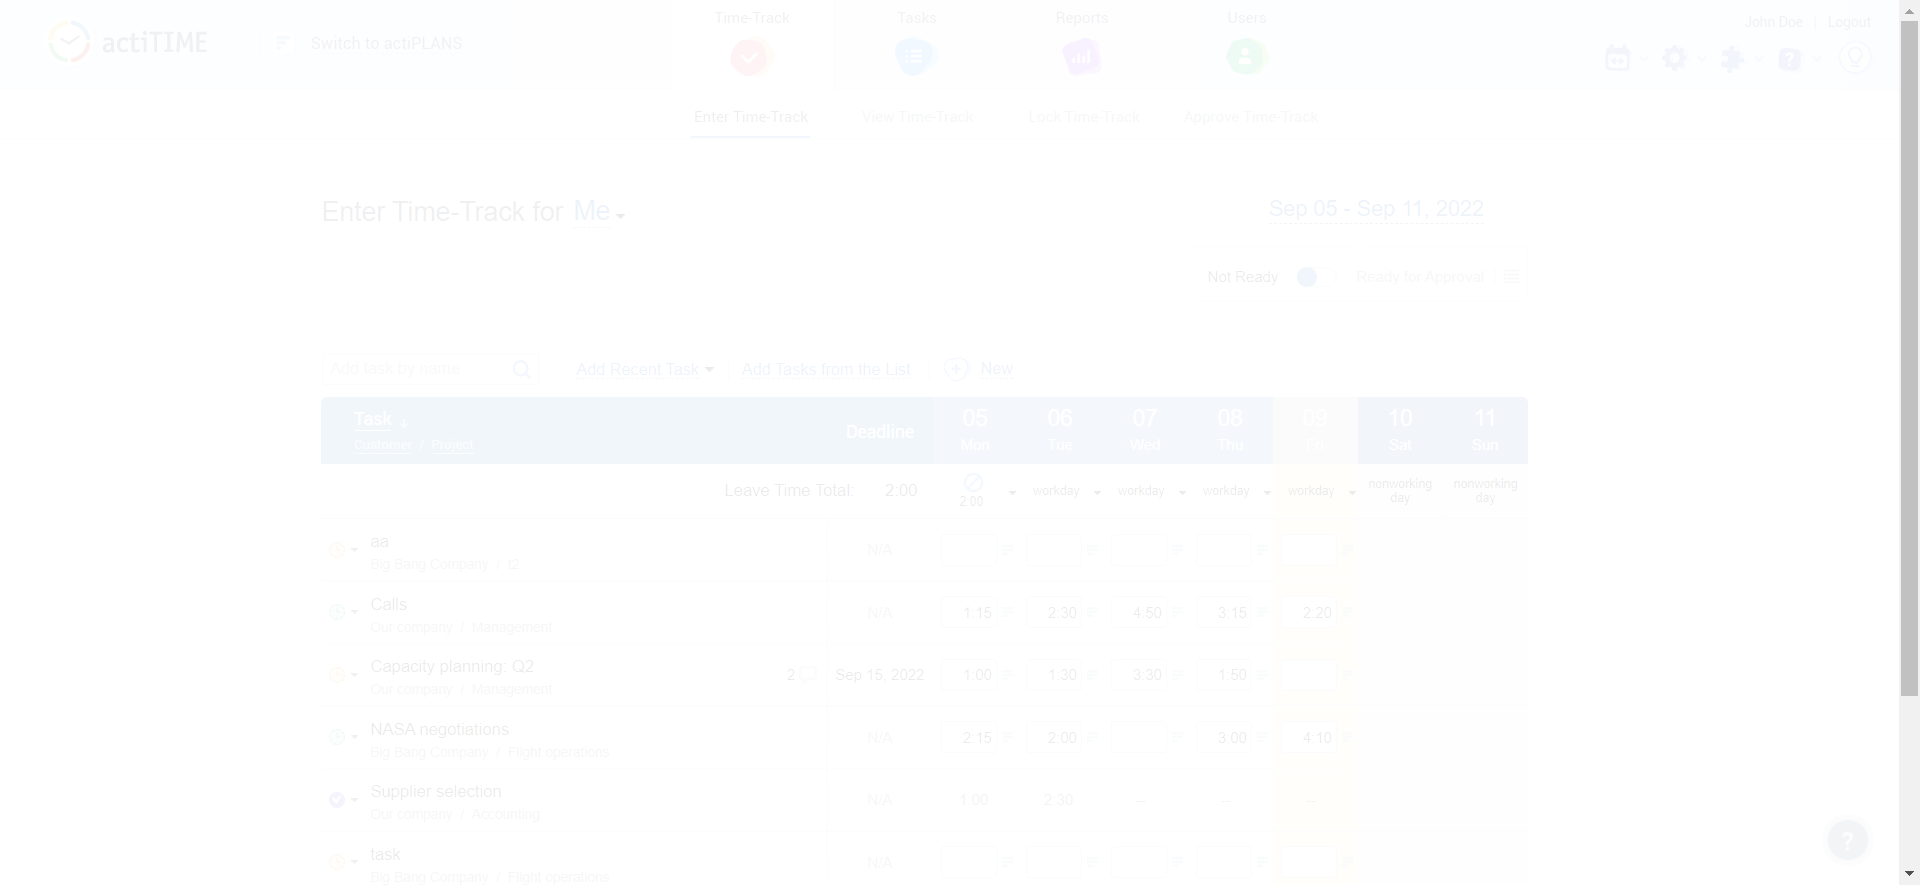 actiTIME
Switch to actiPLANS
Time-Track
Tasks
Reports
Users
John Doe | Logout
Enter Time-Track
View Time-Track
Lock Time-Track
Approve Time-Track
Enter Time-Track for Me
Sep 05 - Sep 11, 2022
Not Ready
Ready for Approval
Add task by name
Add Recent Task
Add Tasks from the List
New
Task ↓
Customer / Project
Deadline
05 06 07 08 09 10 11
Mon Tue Wed Thu Fri Sat Sun
Leave Time Total: 2:00
2:00 workday workday workday workday
nonworking day
nonworking day
aa
N/A
Big Bang Company / t2
Calls
N/A 1:15 2:30 4:50 3:15 2:20
Our company / Management
Capacity planning: Q2
2 Sep 15, 2022 1:00 1:30 3:30 1:50
Our company / Management
NASA negotiations
N/A 2:15 2:00 3:00 4:10
Big Bang Company / Flight operations
Supplier selection
N/A 1:00 2:30 -- -- --
Our company / Accounting
task
N/A
Big Bang Company / Flight operations
?